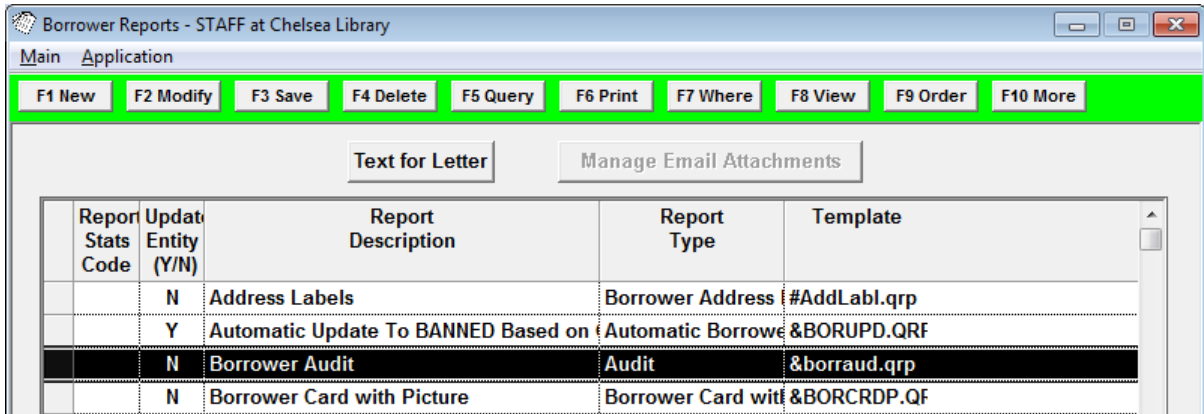 Borrower Reports - STAFF at Chelsea Library
Main Application
F1 New F2 Modify F3 Save F4 Delete F5 Query F6 Print F7 Where F8 View F9 Order F10 More
Text for Letter Manage Email Attachments
Report Update Report Report Template
Stats Entity Description Type
Code (Y/N)
N Address Labels Borrower Address #AddLabl.qrp
Y Automatic Update To BANNED Based on Automatic Borrowe &BORUPD.QRF
N Borrower Audit Audit &borraud.qrp
N Borrower Card with Picture Borrower Card with &BORCRDP.QF